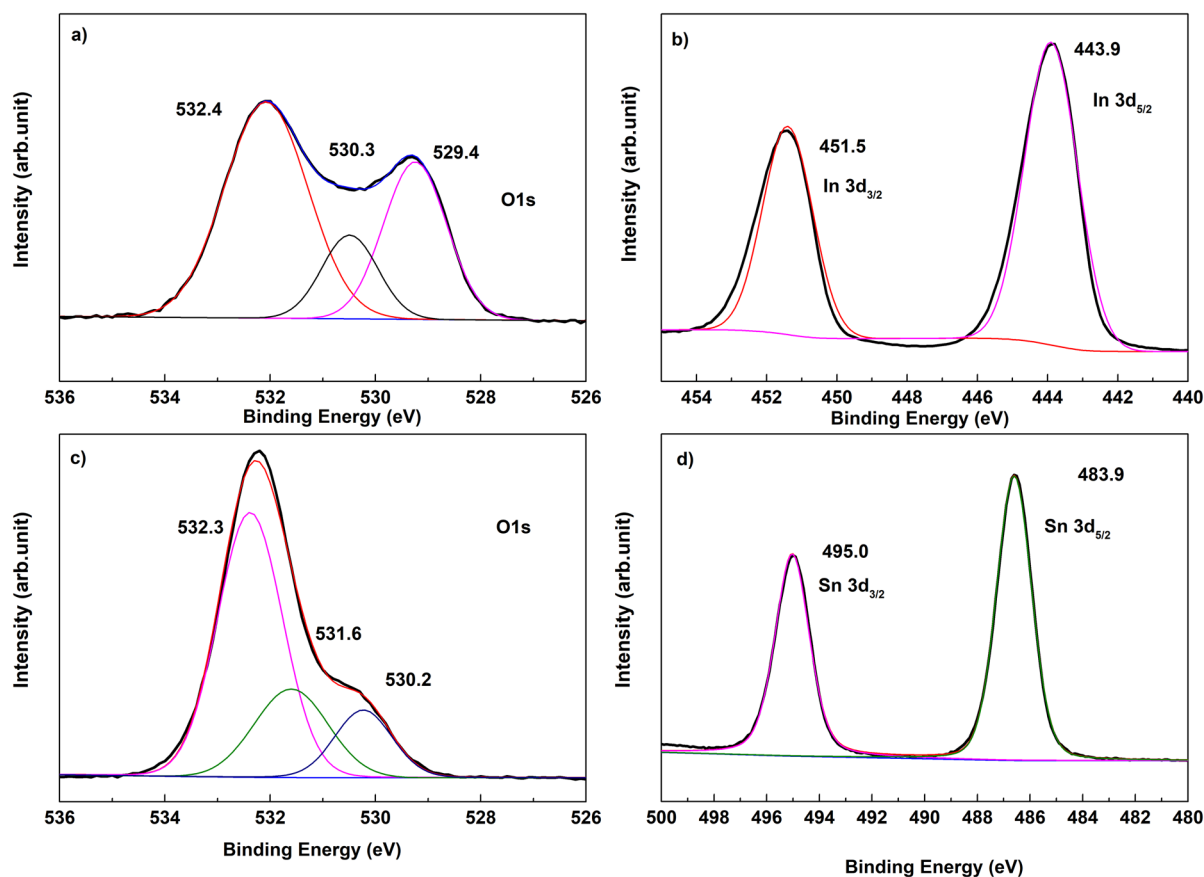 a)
532.4
530.3
529.4
O1s
Intensity (arb.unit)
536 534 532 530 528 526
Binding Energy (eV)
b)
443.9
In 3d5/2
451.5
In 3d3/2
Intensity (arb.unit)
454 452 450 448 446 444 442 440
Binding Energy (eV)
c)
532.3
O1s
531.6
530.2
Intensity (arb.unit)
536 534 532 530 528 526
Binding Energy (eV)
d)
483.9
Sn 3d5/2
495.0
Sn 3d3/2
Intensity (arb.unit)
500 498 496 494 492 490 488 486 484 482 480
Binding Energy (eV)